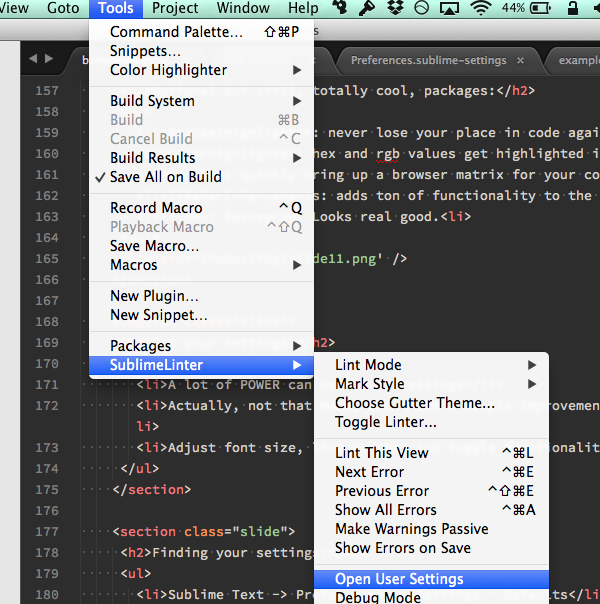 View Goto Tools Project Window Help 44%
Command Palette... ⇧⌘P
Snippets...
Color Highlighter
Build System
Build ⌘B
Cancel Build ^C
Build Results
✓ Save All on Build
Record Macro ^Q
Playback Macro ^⇧Q
Save Macro...
Macros
New Plugin...
New Snippet...
Packages
SublimeLinter
Lint Mode
Mark Style
Choose Gutter Theme...
Toggle Linter...
Lint This View ^⌘L
Next Error ^⌘E
Previous Error ^⇧⌘E
Show All Errors ^⌘A
Make Warnings Passive
Show Errors on Save
Open User Settings
Debug Mode
Preferences.sublime-settings ×
example
157 totally cool, packages:</h2>
158
159 : never lose your place in code agai
160 hex and rgb values get highlighted i
161 bring up a browser matrix for your co
162 : adds ton of functionality to the
163 Looks real good.<li>
164
165 .png' />
166
167
168
169 h2>
170
171 <li>A lot of POWER can
172 <li>Actually, not that
li>
173 <li>Adjust font size,
174 </ul>
175 </section>
176
177 <section class="slide">
178 <h2>Finding your settings
179 <ul>
180 <li>Sublime Text -> Pr